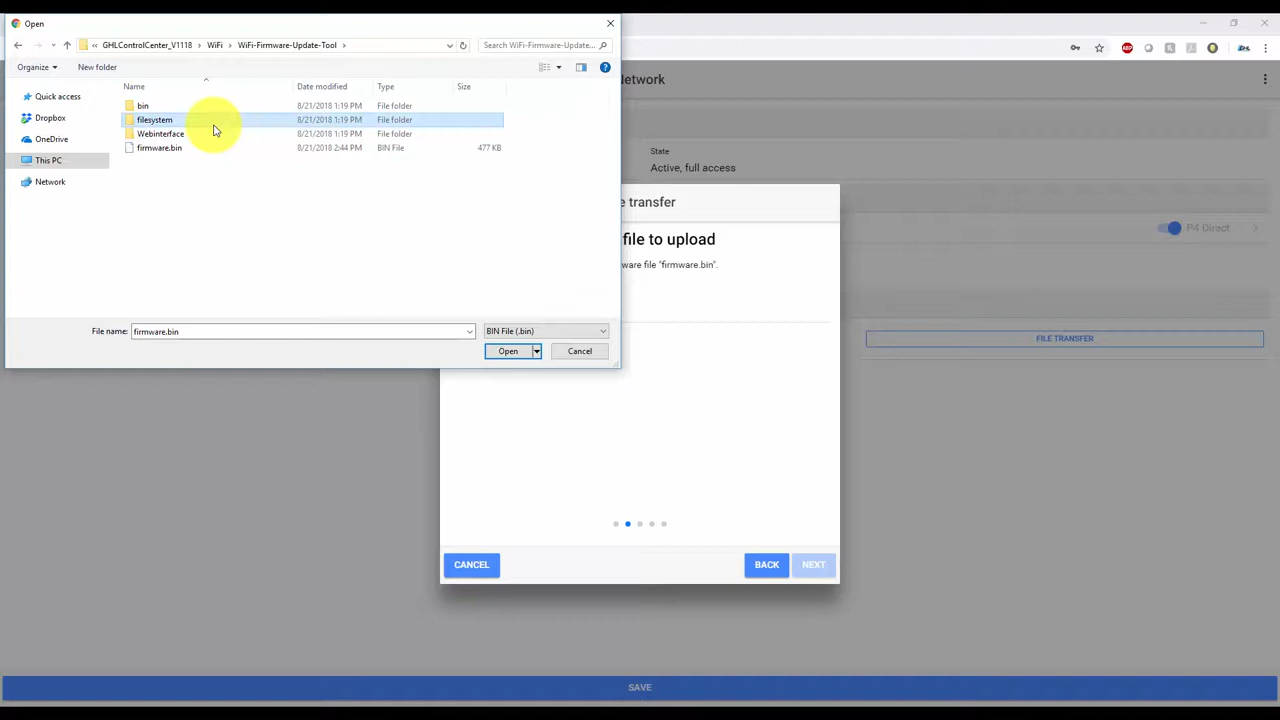 Open
GHLControlCenter_V1118 > WiFi > WiFi-Firmware-Update-Tool >
Search WiFi-Firmware-Update...
Organize
New folder
Name
Date modified
Type
Size
Quick access
Dropbox
OneDrive
This PC
Network
bin 8/21/2018 1:19 PM File folder
filesystem 8/21/2018 1:19 PM File folder
Webinterface 8/21/2018 1:19 PM File folder
firmware.bin 8/21/2018 2:44 PM BIN File 477 KB
File name: firmware.bin
BIN File (.bin)
Open
Cancel
etwork
State
Active, full access
P4 Direct
FILE TRANSFER
e transfer
file to upload
ware file "firmware.bin".
CANCEL
BACK
NEXT
SAVE
ABP